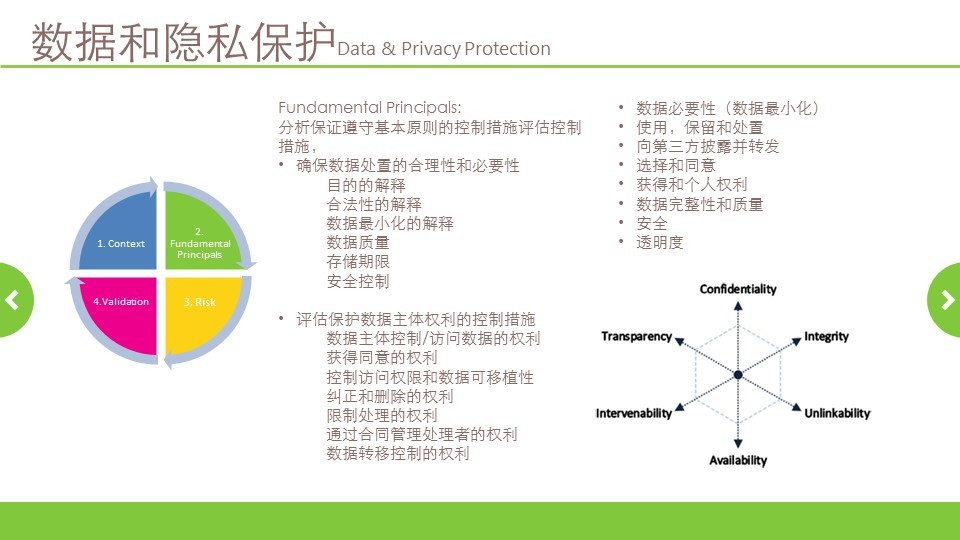 数据和隐私保护Data & Privacy Protection
1. Context
2.
Fundamental
Principals
4.Validation
3. Risk
Fundamental Principals:
分析保证遵守基本原则的控制措施评估控制
措施，
• 确保数据处置的合理性和必要性
目的的解释
合法性的解释
数据最小化的解释
数据质量
存储期限
安全控制
• 评估保护数据主体权利的控制措施
数据主体控制/访问数据的权利
获得同意的权利
控制访问权限和数据可移植性
纠正和删除的权利
限制处理的权利
通过合同管理处理者的权利
数据转移控制的权利
• 数据必要性（数据最小化）
• 使用，保留和处置
• 向第三方披露并转发
• 选择和同意
• 获得和个人权利
• 数据完整性和质量
• 安全
• 透明度
Confidentiality
Transparency
Integrity
Intervenability
Unlinkability
Availability